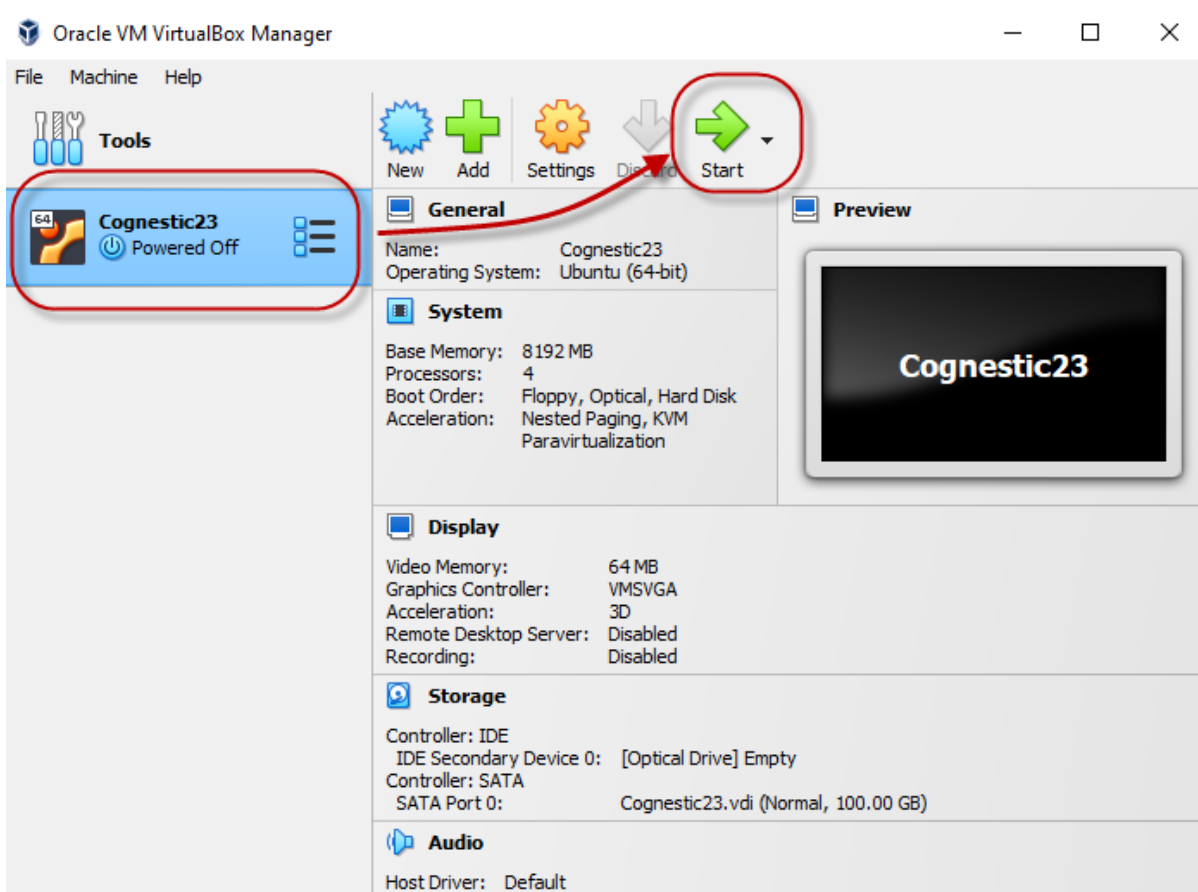 Oracle VM VirtualBox Manager
File Machine Help
Tools
New Add Settings Discard Start
64
Cognestic23
Powered Off
General
Name: Cognestic23
Operating System: Ubuntu (64-bit)
System
Base Memory: 8192 MB
Processors: 4
Boot Order: Floppy, Optical, Hard Disk
Acceleration: Nested Paging, KVM
Paravirtualization
Preview
Cognestic23
Display
Video Memory: 64 MB
Graphics Controller: VMSVGA
Acceleration: 3D
Remote Desktop Server: Disabled
Recording: Disabled
Storage
Controller: IDE
IDE Secondary Device 0: [Optical Drive] Empty
Controller: SATA
SATA Port 0: Cognestic23.vdi (Normal, 100.00 GB)
Audio
Host Driver: Default